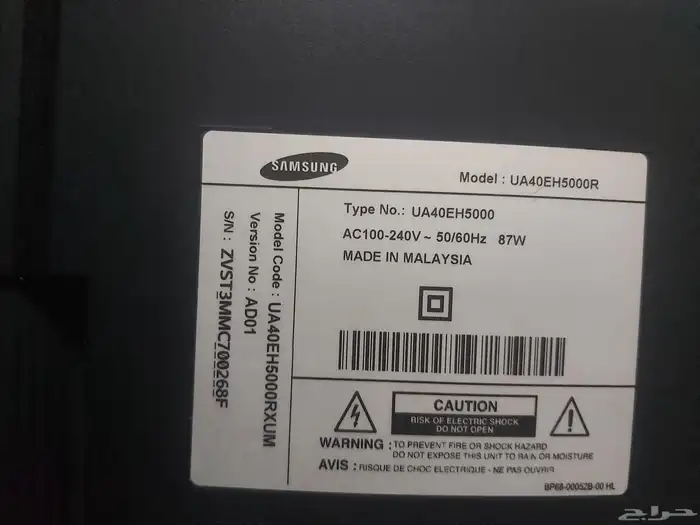 SAMSUNG
Model : UA40EH5000R
Type No.: UA40EH5000
AC100-240V ~ 50/60Hz 87W
MADE IN MALAYSIA
Model Code : UA40EH5000RXUM
Version No : AD01
S/N : ZVST3MMC700268F
CAUTION
RISK OF ELECTRIC SHOCK
DO NOT OPEN
WARNING : TO PREVENT FIRE OR SHOCK HAZARD
DO NOT EXPOSE THIS UNIT TO RAIN OR MOISTURE
AVIS : RISQUE DE CHOC ELECTRIQUE - NE PAS OUVRIR
BP68-00052B-00 HL
حراج